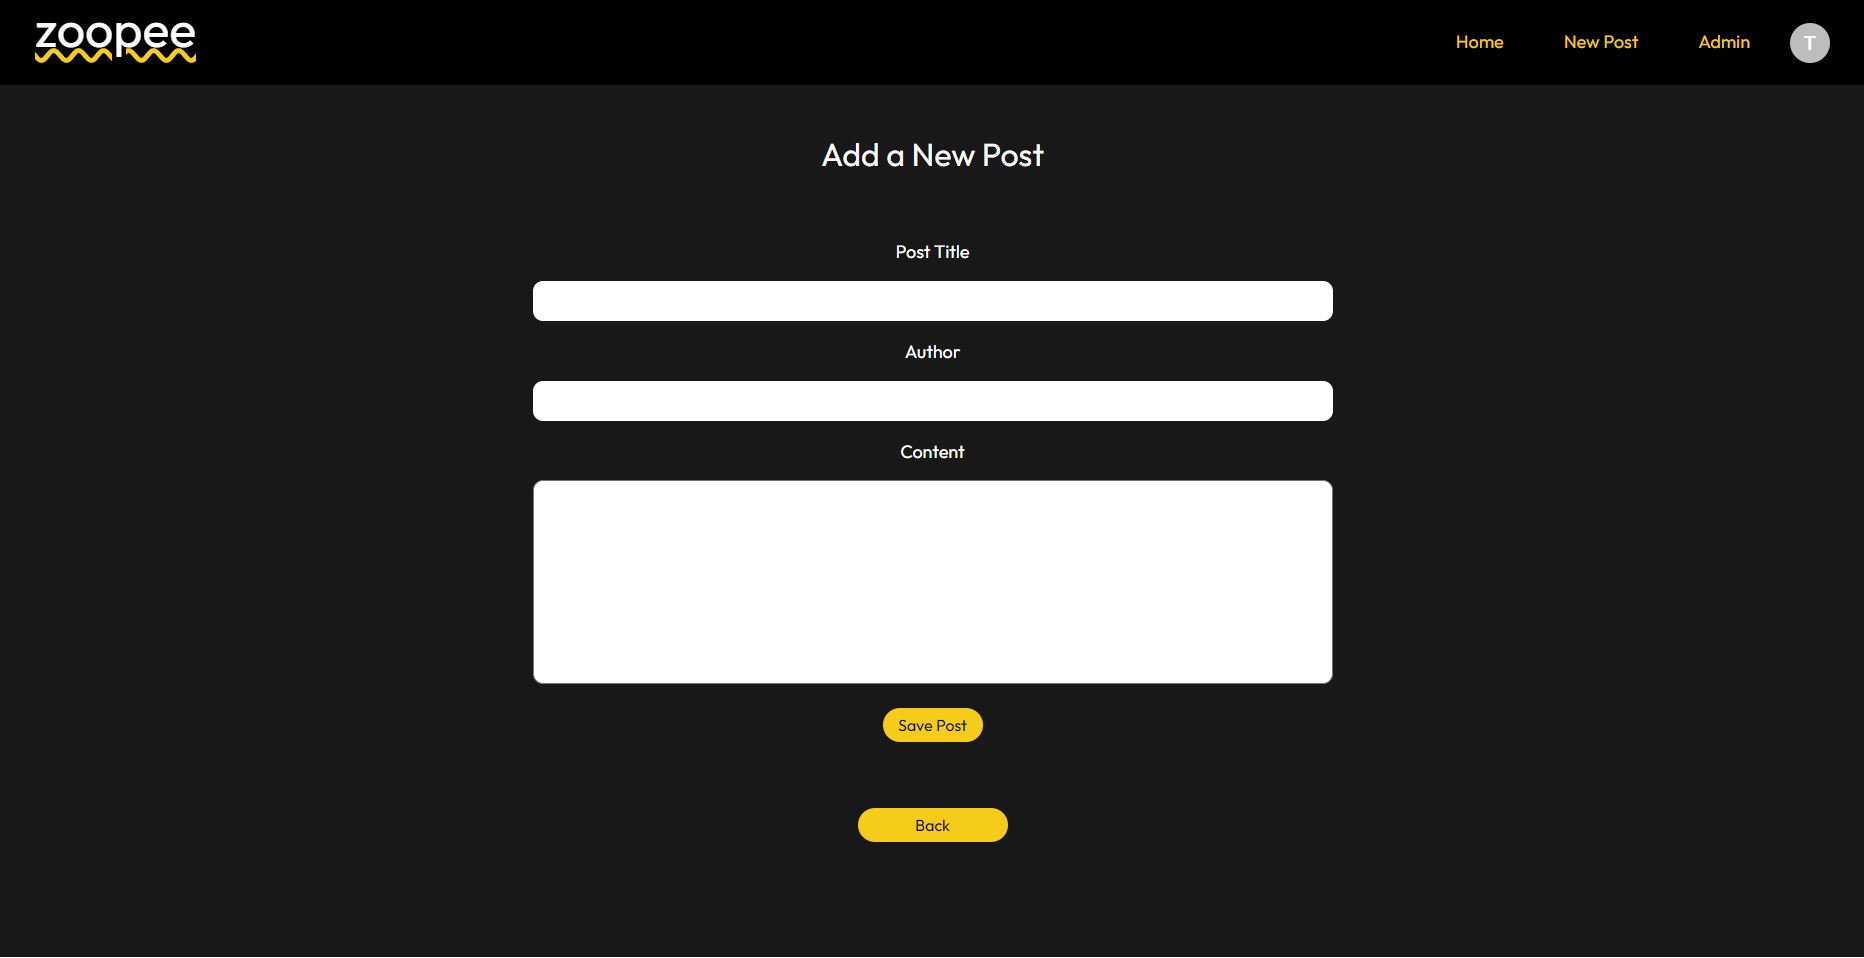 zoopee
Home
New Post
Admin
T
Add a New Post
Post Title
Author
Content
Save Post
Back